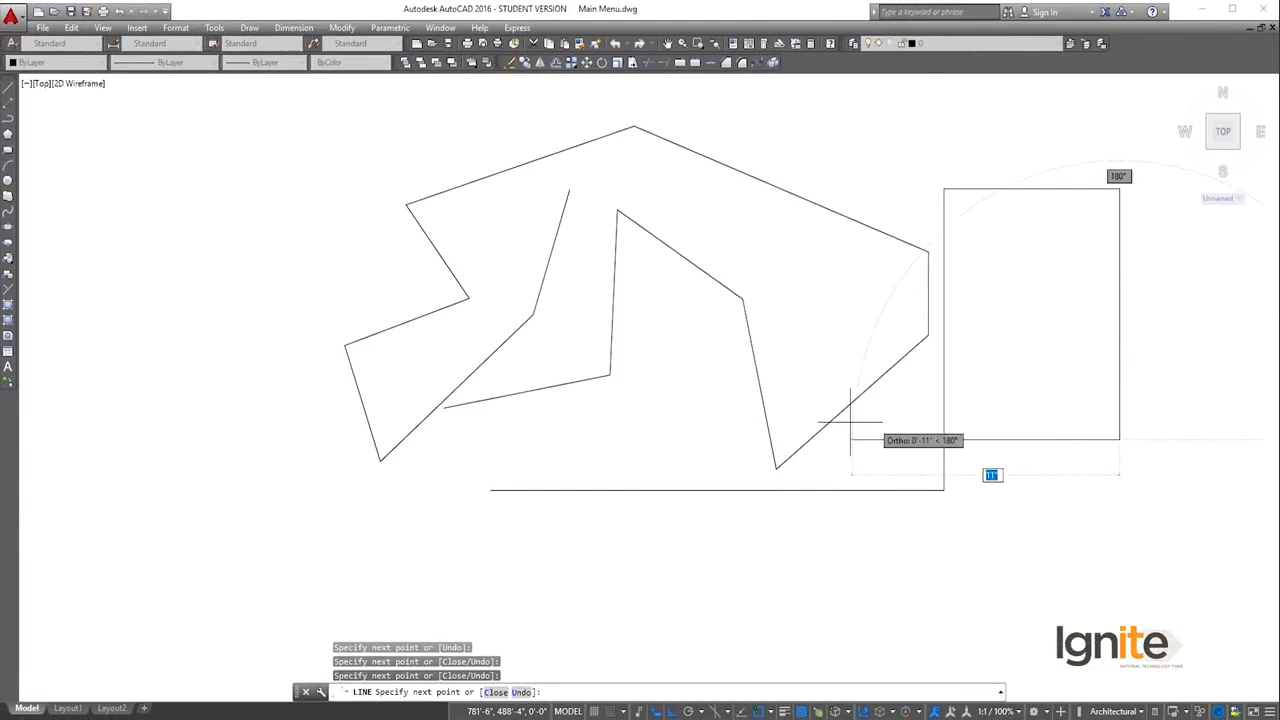 Autodesk AutoCAD 2016 - STUDENT VERSION Main Menu.dwg
Type a keyword or phrase
Sign In
File Edit View Insert Format Tools Draw Dimension Modify Parametric Window Help Express
Standard Standard Standard Standard
0
ByLayer ByLayer ByLayer ByColor
[−][Top][2D Wireframe]
N
W TOP E
S
180°
Unnamed
Ortho: 0'-11" < 180°
11"
Ignite
NATIONAL TECHNOLOGY FUND
Specify next point or [Undo]:
Specify next point or [Close/Undo]:
Specify next point or [Close/Undo]:
LINE Specify next point or [Close Undo]:
Model Layout1 Layout2 +
781'-6", 488'-4", 0'-0" MODEL
1:1 / 100%
Architectural